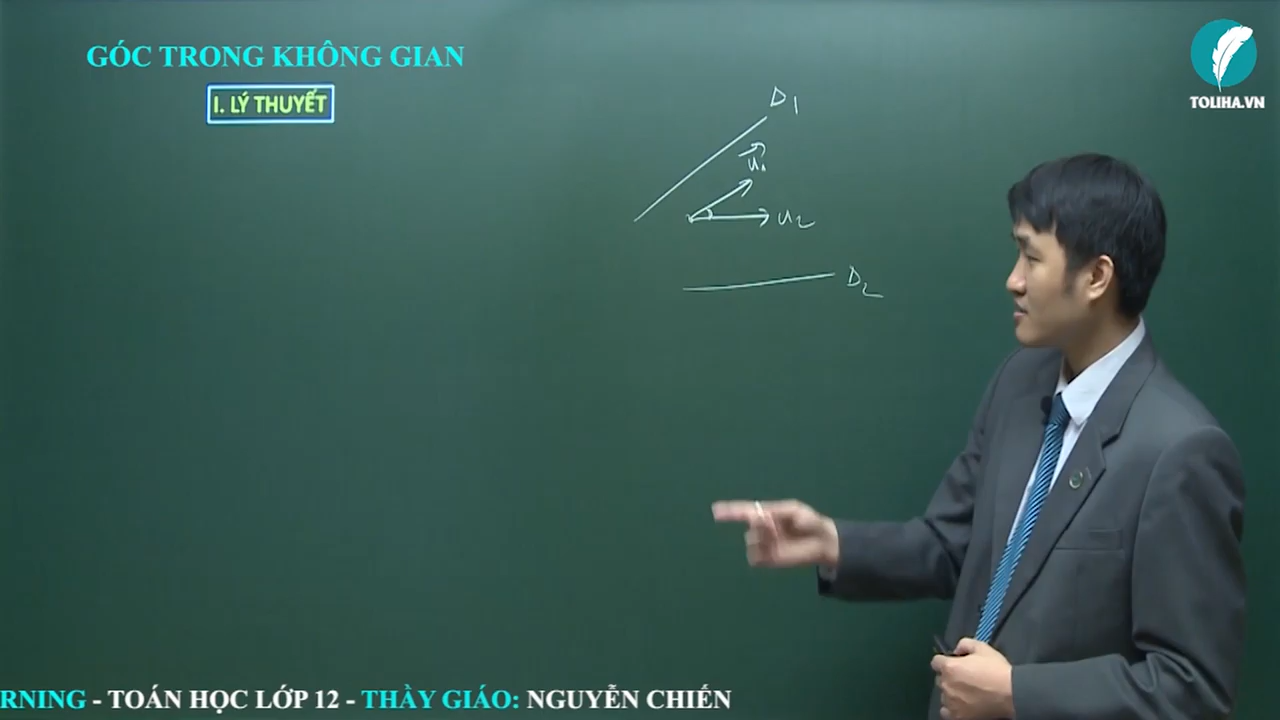 GÓC TRONG KHÔNG GIAN
I. LÝ THUYẾT
TOLIHA.VN
D1
u1
u2
D2
RNING - TOÁN HỌC LỚP 12 - THẦY GIÁO: NGUYỄN CHIẾN